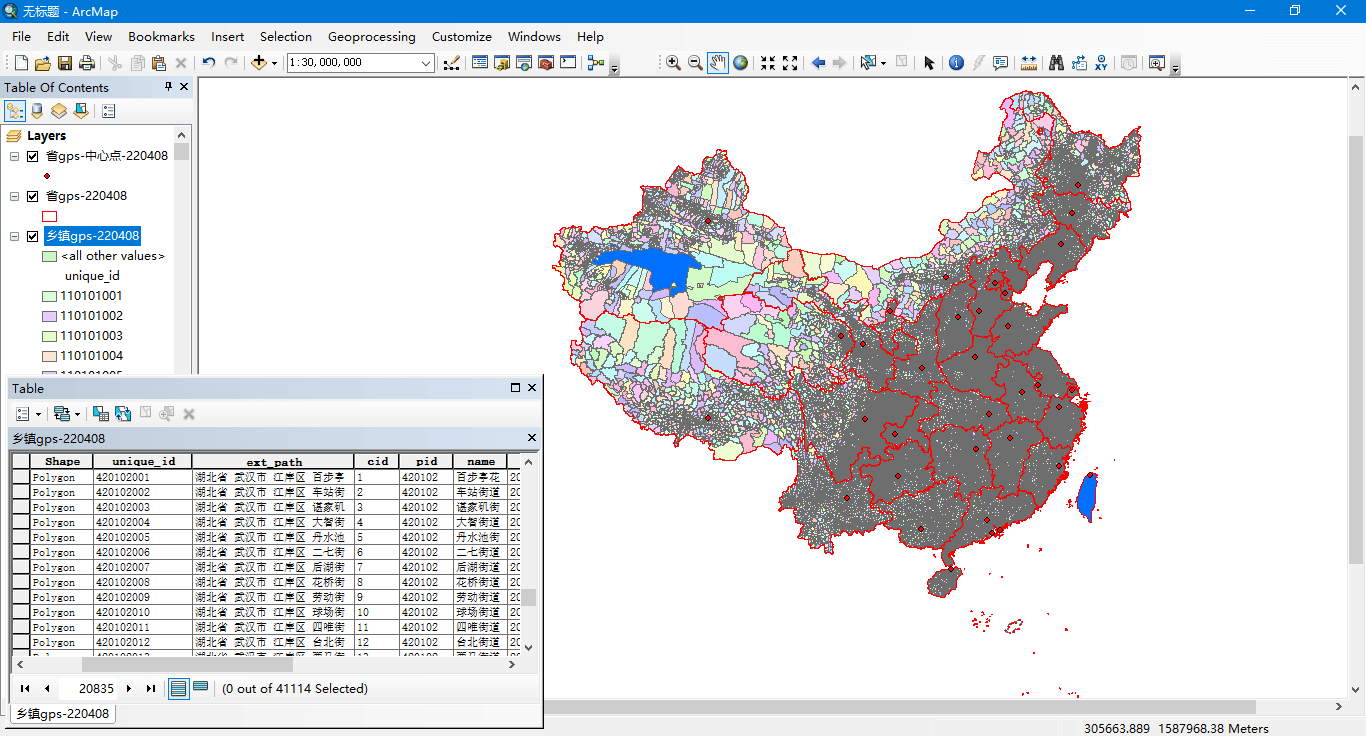 无标题 - ArcMap
File Edit View Bookmarks Insert Selection Geoprocessing Customize Windows Help
1:30,000,000
Table Of Contents
Layers
省gps-中心点-220408
省gps-220408
乡镇gps-220408
<all other values>
unique_id
110101001
110101002
110101003
110101004
Table
乡镇gps-220408
Shape unique_id ext_path cid pid name
Polygon 420102001 湖北省 武汉市 江岸区 百步亭 1 420102 百步亭花 20
Polygon 420102002 湖北省 武汉市 江岸区 车站街 2 420102 车站街道 20
Polygon 420102003 湖北省 武汉市 江岸区 谌家矶 3 420102 谌家矶街 20
Polygon 420102004 湖北省 武汉市 江岸区 大智街 4 420102 大智街道 20
Polygon 420102005 湖北省 武汉市 江岸区 丹水池 5 420102 丹水池街 20
Polygon 420102006 湖北省 武汉市 江岸区 二七街 6 420102 二七街道 20
Polygon 420102007 湖北省 武汉市 江岸区 后湖街 7 420102 后湖街道 20
Polygon 420102008 湖北省 武汉市 江岸区 花桥街 8 420102 花桥街道 20
Polygon 420102009 湖北省 武汉市 江岸区 劳动街 9 420102 劳动街道 20
Polygon 420102010 湖北省 武汉市 江岸区 球场街 10 420102 球场街道 20
Polygon 420102011 湖北省 武汉市 江岸区 四唯街 11 420102 四唯街道 20
Polygon 420102012 湖北省 武汉市 江岸区 台北街 12 420102 台北街道 20
20835 (0 out of 41114 Selected)
乡镇gps-220408
305663.889 1587968.38 Meters